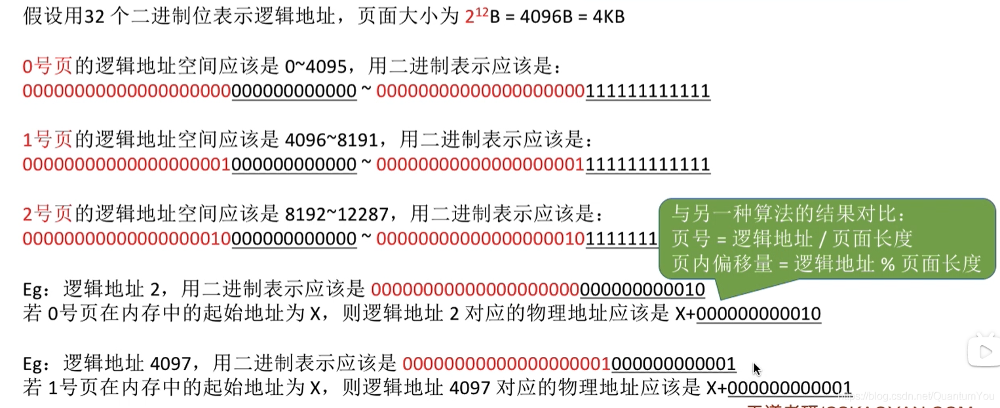 假设用32 个二进制位表示逻辑地址，页面大小为 2¹²B = 4096B = 4KB
0号页的逻辑地址空间应该是 0~4095，用二进制表示应该是：
00000000000000000000000000000000 ~ 00000000000000000000111111111111
1号页的逻辑地址空间应该是 4096~8191，用二进制表示应该是：
00000000000000000001000000000000 ~ 00000000000000000001111111111111
2号页的逻辑地址空间应该是 8192~12287，用二进制表示应该是：
00000000000000000010000000000000 ~ 000000000000000000101111111
与另一种算法的结果对比：
页号 = 逻辑地址 / 页面长度
页内偏移量 = 逻辑地址 % 页面长度
Eg：逻辑地址 2，用二进制表示应该是 00000000000000000000000000000010
若 0号页在内存中的起始地址为 X，则逻辑地址 2 对应的物理地址应该是 X+000000000010
Eg：逻辑地址 4097，用二进制表示应该是 00000000000000000001000000000001
若 1号页在内存中的起始地址为 X，则逻辑地址 4097 对应的物理地址应该是 X+000000000001
https://blog.csdn.net/QuantumYou